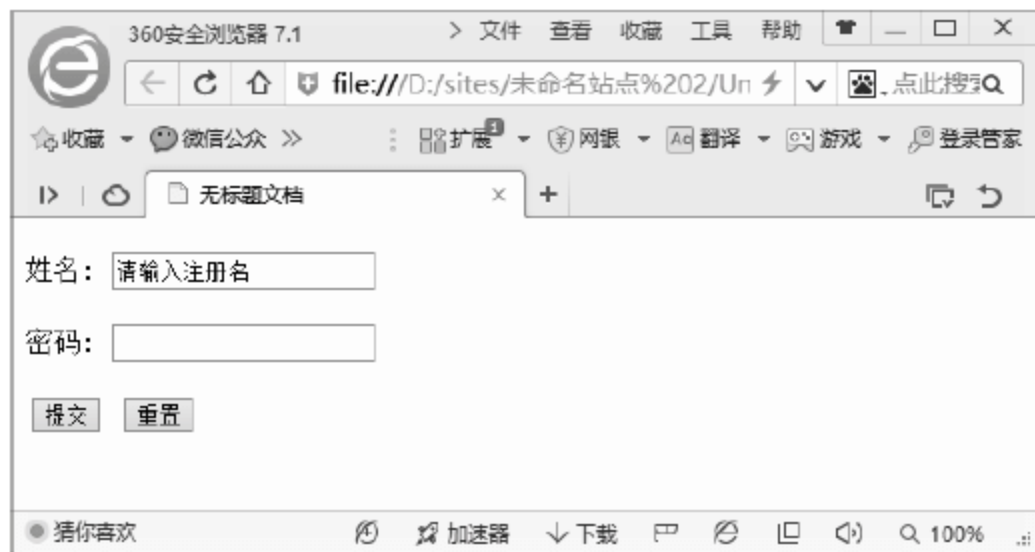 360安全浏览器 7.1 > 文件 查看 收藏 工具 帮助
file:///D:/sites/未命名站点%202/Un 点此搜索
收藏 微信公众 扩展 1 网银 翻译 游戏 登录管家
无标题文档
姓名: 请输入注册名
密码:
提交 重置
猜你喜欢 加速器 下载 100%